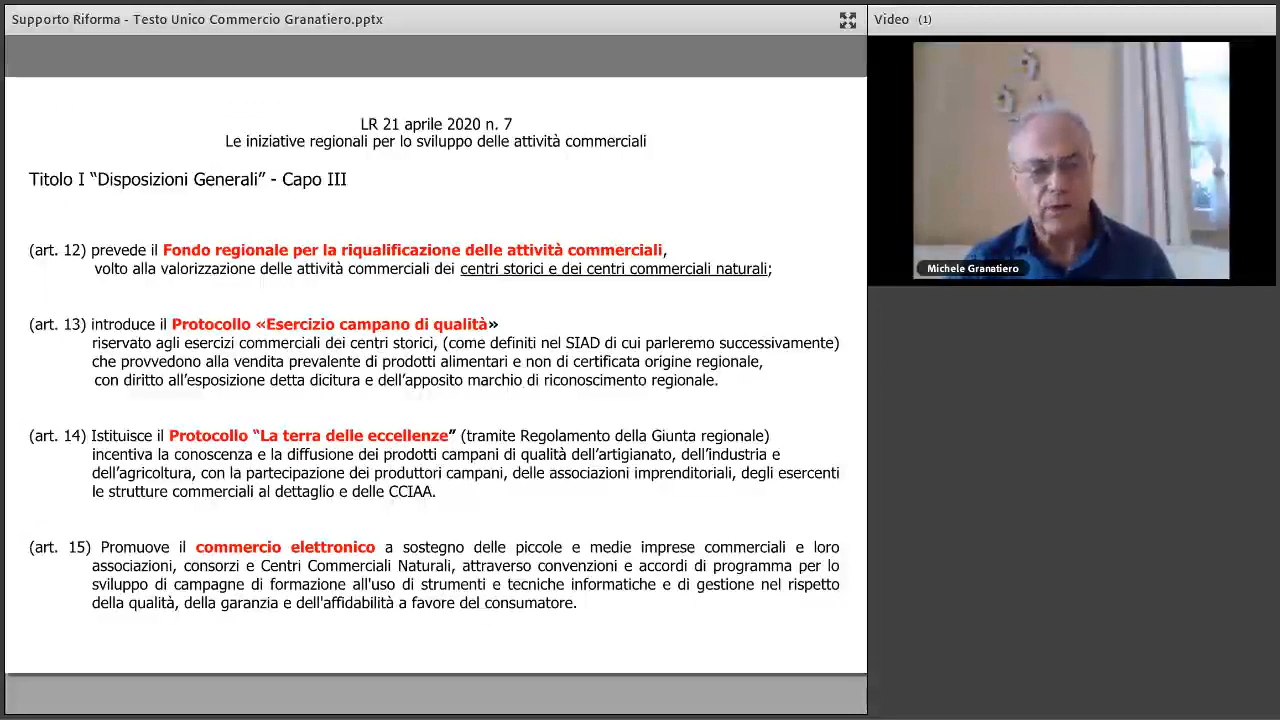 Supporto Riforma - Testo Unico Commercio Granatiero.pptx
Video (1)
LR 21 aprile 2020 n. 7
Le iniziative regionali per lo sviluppo delle attività commerciali
Titolo I “Disposizioni Generali” - Capo III
(art. 12) prevede il Fondo regionale per la riqualificazione delle attività commerciali,
volto alla valorizzazione delle attività commerciali dei centri storici e dei centri commerciali naturali;
(art. 13) introduce il Protocollo «Esercizio campano di qualità»
riservato agli esercizi commerciali dei centri storici, (come definiti nel SIAD di cui parleremo successivamente)
che provvedono alla vendita prevalente di prodotti alimentari e non di certificata origine regionale,
con diritto all’esposizione detta dicitura e dell’apposito marchio di riconoscimento regionale.
(art. 14) Istituisce il Protocollo “La terra delle eccellenze” (tramite Regolamento della Giunta regionale)
incentiva la conoscenza e la diffusione dei prodotti campani di qualità dell’artigianato, dell’industria e
dell’agricoltura, con la partecipazione dei produttori campani, delle associazioni imprenditoriali, degli esercenti
le strutture commerciali al dettaglio e delle CCIAA.
(art. 15) Promuove il commercio elettronico a sostegno delle piccole e medie imprese commerciali e loro
associazioni, consorzi e Centri Commerciali Naturali, attraverso convenzioni e accordi di programma per lo
sviluppo di campagne di formazione all'uso di strumenti e tecniche informatiche e di gestione nel rispetto
della qualità, della garanzia e dell'affidabilità a favore del consumatore.
Michele Granatiero